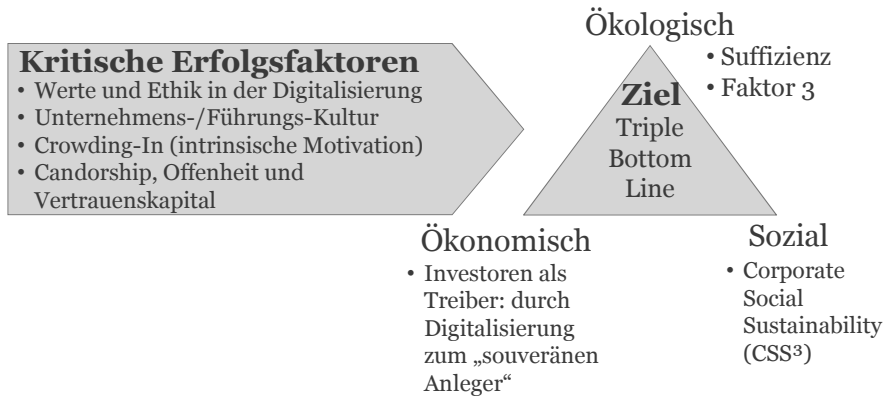 Kritische Erfolgsfaktoren
• Werte und Ethik in der Digitalisierung
• Unternehmens-/Führungs-Kultur
• Crowding-In (intrinsische Motivation)
• Candorship, Offenheit und
Vertrauenskapital
Ökologisch
• Suffizienz
• Faktor 3
Ziel
Triple
Bottom
Line
Ökonomisch
• Investoren als
Treiber: durch
Digitalisierung
zum „souveränen
Anleger“
Sozial
• Corporate
Social
Sustainability
(CSS³)